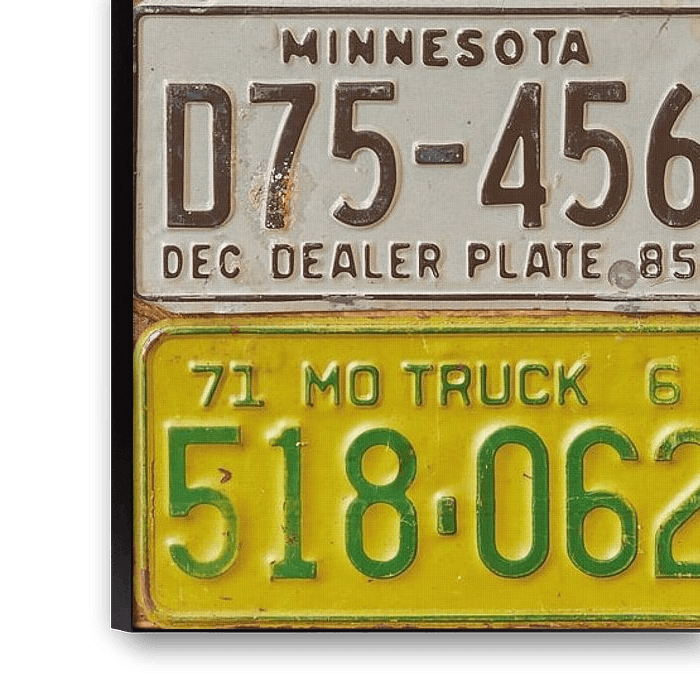 MINNESOTA
D75-456
DEC DEALER PLATE 85
71 MO TRUCK 6
518·062